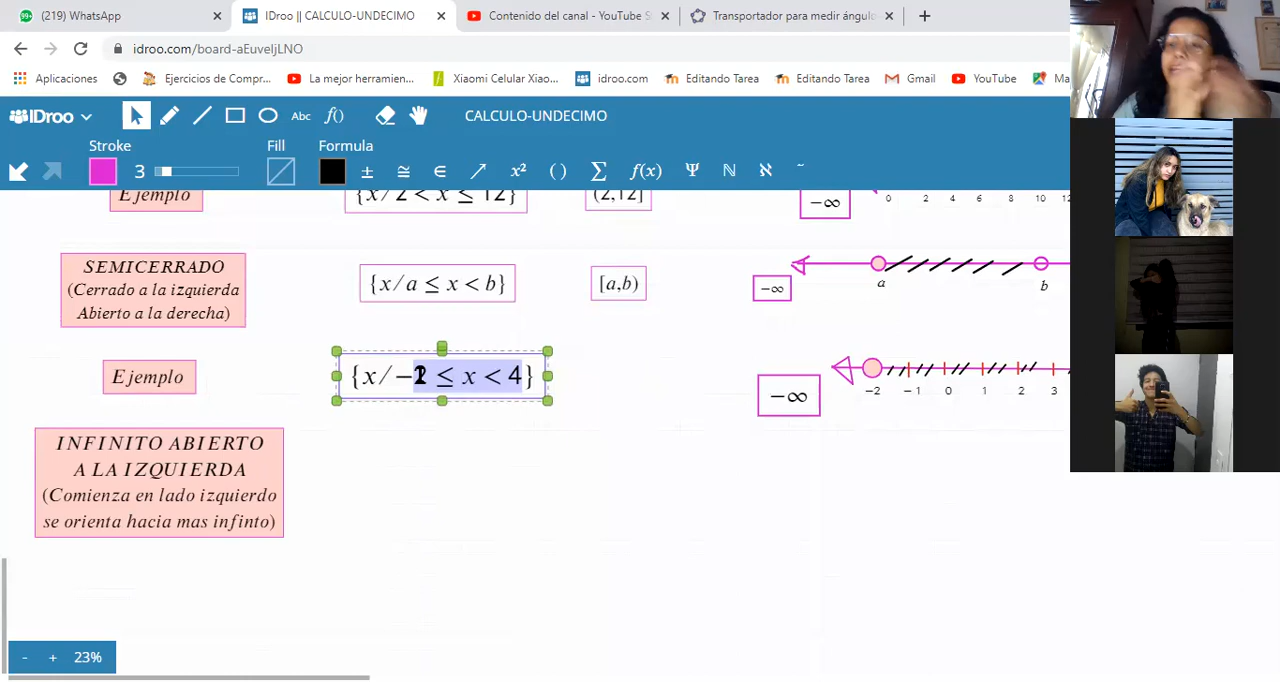 (219) WhatsApp
IDroo || CALCULO-UNDECIMO
Contenido del canal - YouTube S
Transportador para medir ángul
idroo.com/board-aEuveIjLNO
Aplicaciones
Ejercicios de Compr...
La mejor herramien...
Xiaomi Celular Xiao...
idroo.com
Editando Tarea
Editando Tarea
Gmail
YouTube
Ma
IDroo
Abc
f()
CALCULO-UNDECIMO
Stroke
Fill
Formula
3
± ≅ ∈ x² ( ) ∑ f(x) Ψ ℕ ℵ ~
Ejemplo
{x/2 < x ≤ 12}
(2,12]
−∞
0 2 4 6 8 10 12
SEMICERRADO
(Cerrado a la izquierda
Abierto a la derecha)
{x/a ≤ x < b}
[a,b)
−∞
a
b
Ejemplo
{x/−2 ≤ x < 4}
−∞
−2 −1 0 1 2 3
INFINITO ABIERTO
A LA IZQUIERDA
(Comienza en lado izquierdo
se orienta hacia mas infinto)
- + 23%